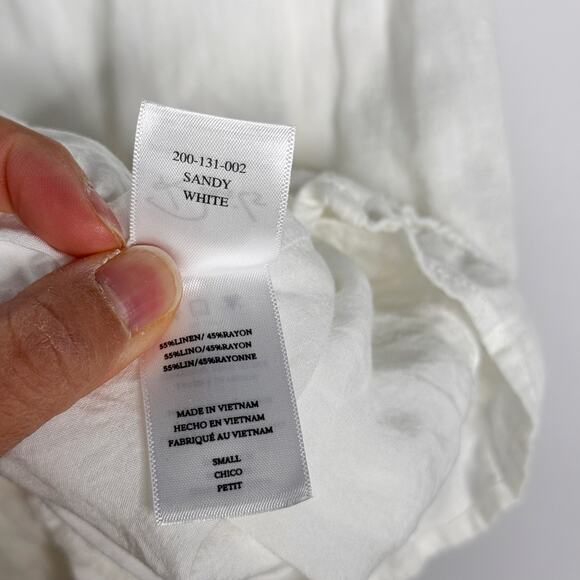 200-131-002
SANDY
WHITE
55%LINEN/ 45%RAYON
55%LINO/45%RAYON
55%LIN/45%RAYONNE
MADE IN VIETNAM
HECHO EN VIETNAM
FABRIQUÉ AU VIETNAM
SMALL
CHICO
PETIT